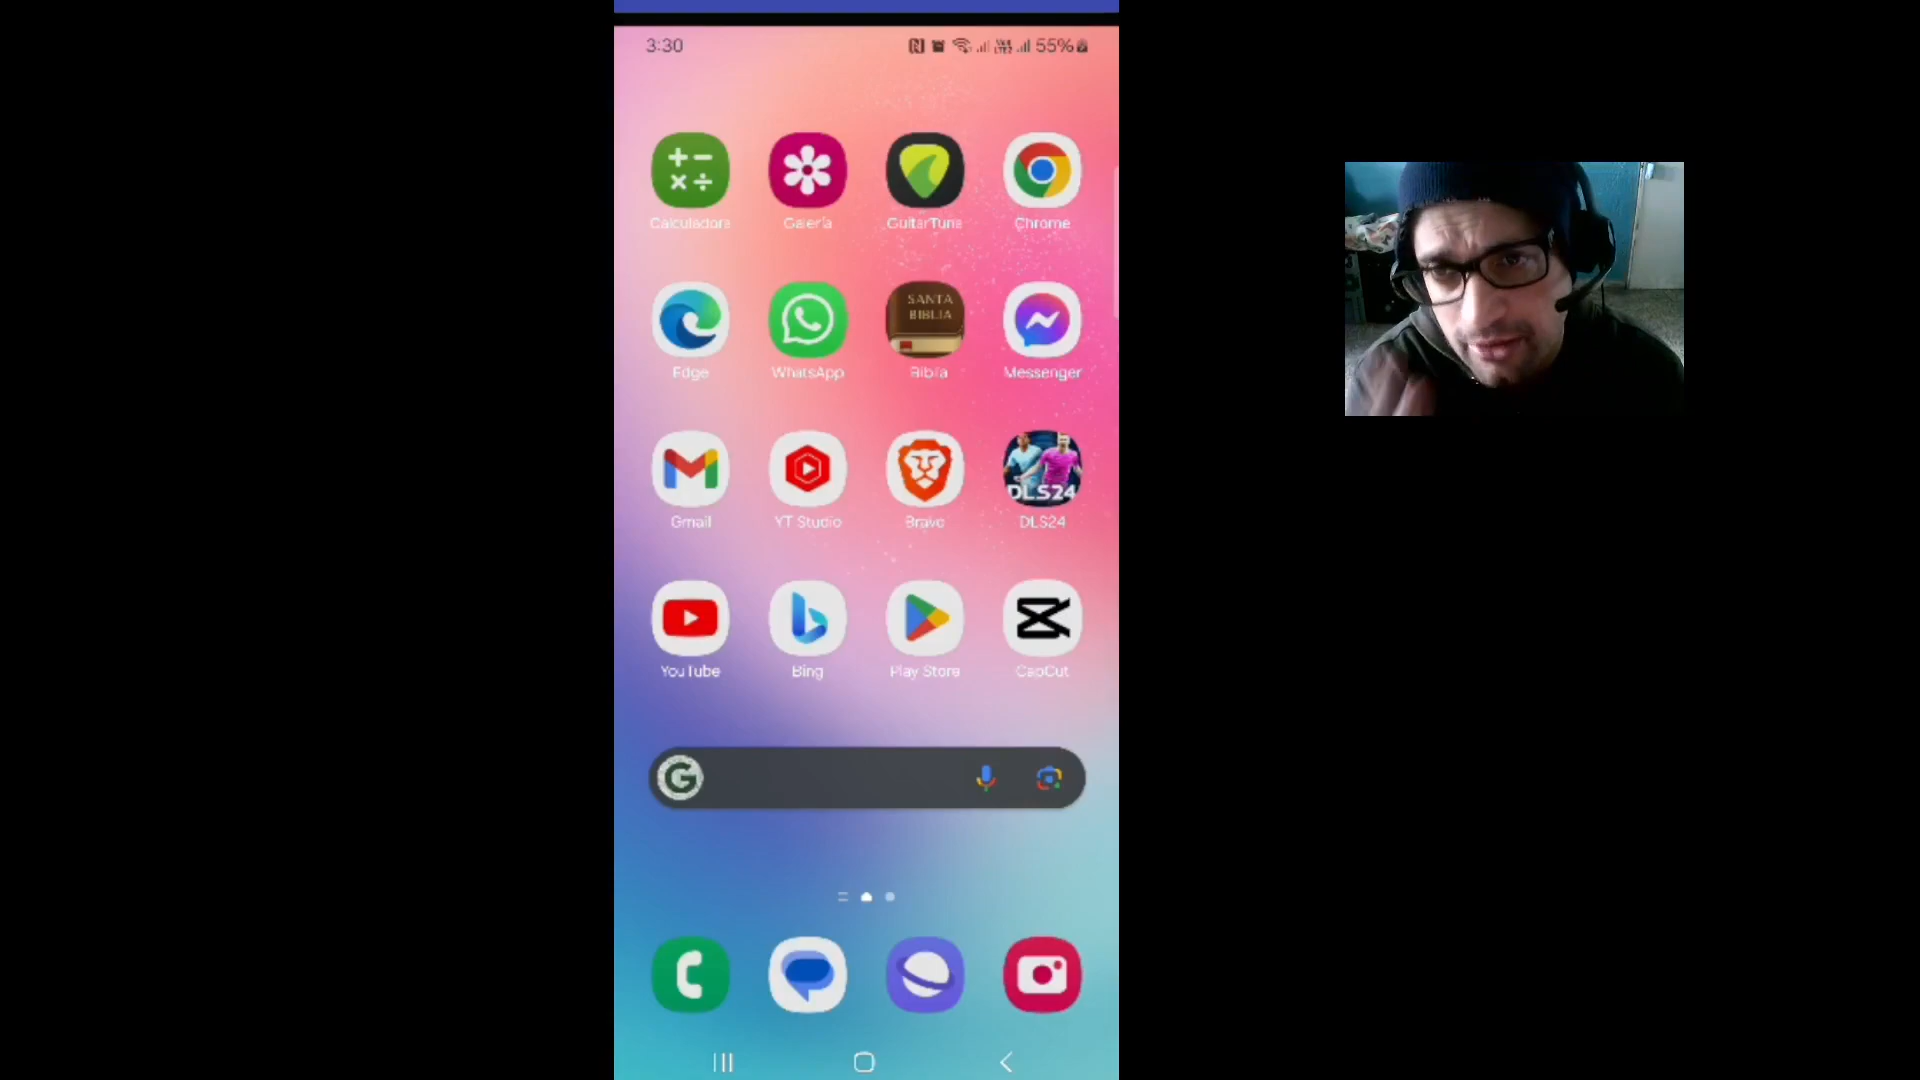 3:30 55%
Calculadora Galería GuitarTuna Chrome
SANTA
BIBLIA
Edge WhatsApp Biblia Messenger
DLS24
Gmail YT Studio Brave DLS24
YouTube Bing Play Store CapCut